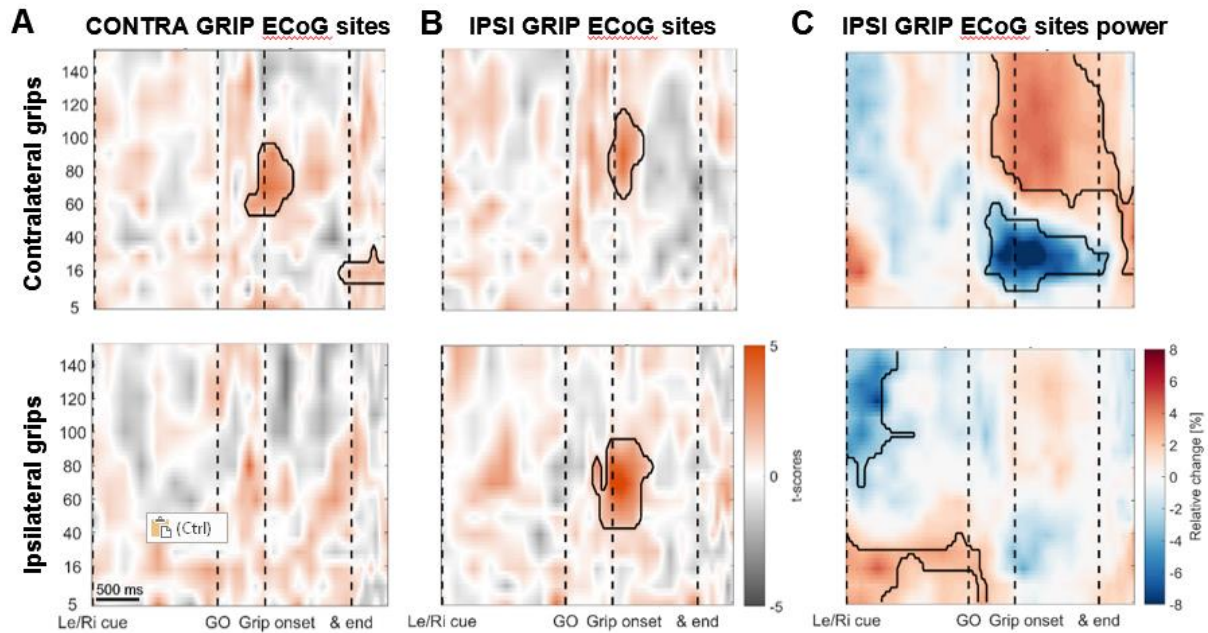 A CONTRA GRIP ECoG sites
B IPSI GRIP ECoG sites
C IPSI GRIP ECoG sites power
Contralateral grips
140
120
100
80
60
40
16
5
Ipsilateral grips
140
120
100
80
60
40
16
5
(Ctrl)
500 ms
Le/Ri cue GO Grip onset & end
Le/Ri cue GO Grip onset & end
5
0
-5
t-scores
Le/Ri cue GO Grip onset & end
8
6
4
2
0
-2
-4
-6
-8
Relative change [%]